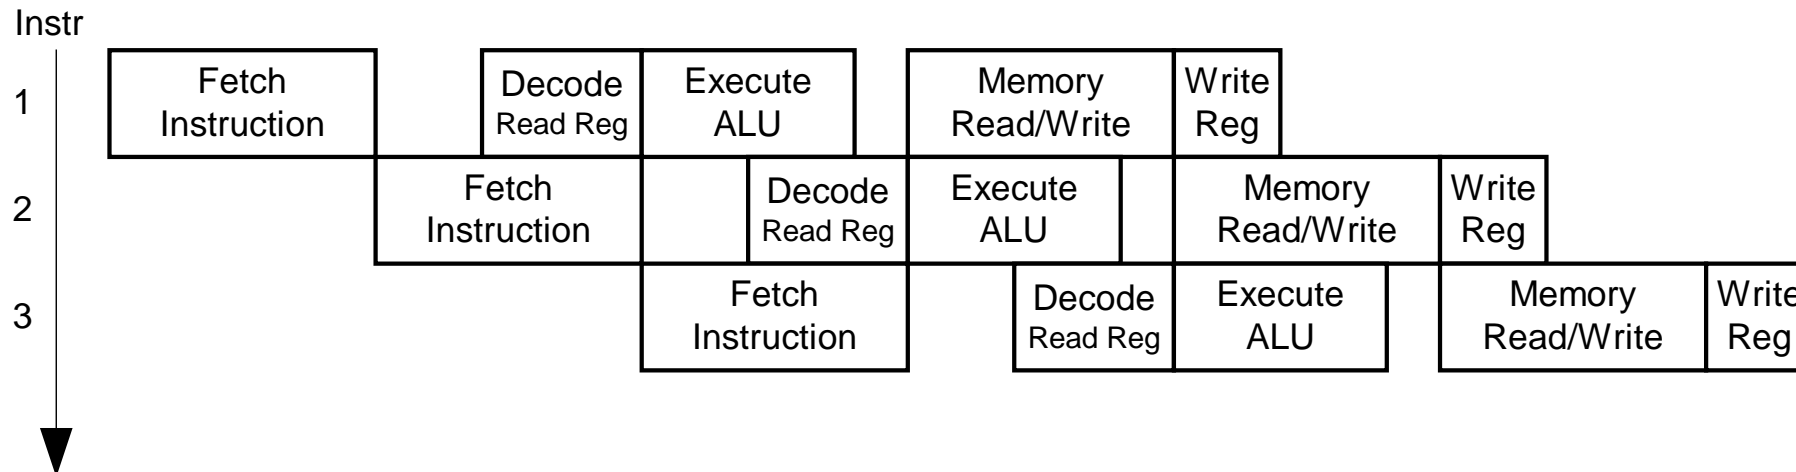 Instr
1
Fetch
Instruction
Decode
Read Reg
Execute
ALU
Memory
Read/Write
Write
Reg
2
Fetch
Instruction
Decode
Read Reg
Execute
ALU
Memory
Read/Write
Write
Reg
3
Fetch
Instruction
Decode
Read Reg
Execute
ALU
Memory
Read/Write
Write
Reg